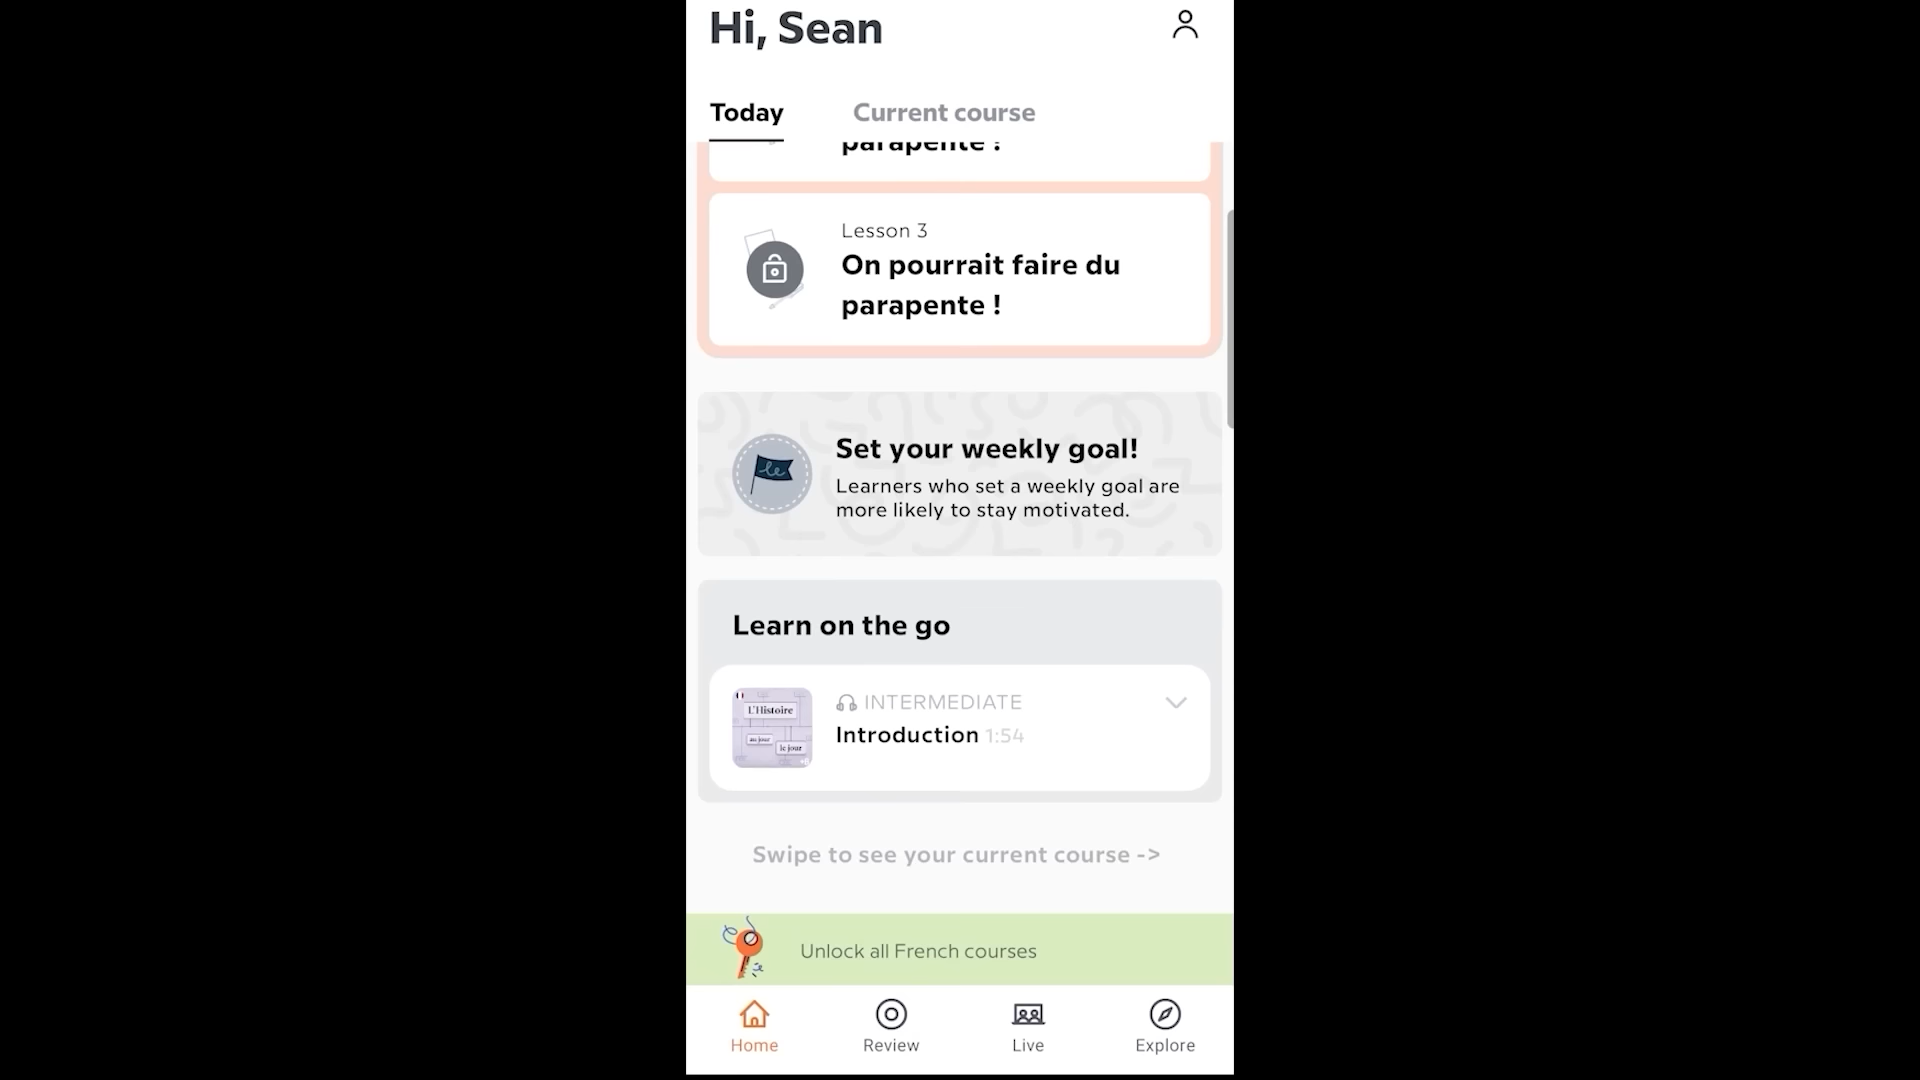 Hi, Sean
Today
Current course
parapente !
Lesson 3
On pourrait faire du
parapente !
Set your weekly goal!
Learners who set a weekly goal are
more likely to stay motivated.
le
Learn on the go
L'Histoire
au jour
le jour
INTERMEDIATE
Introduction 1:54
Swipe to see your current course ->
Unlock all French courses
Home
Review
Live
Explore